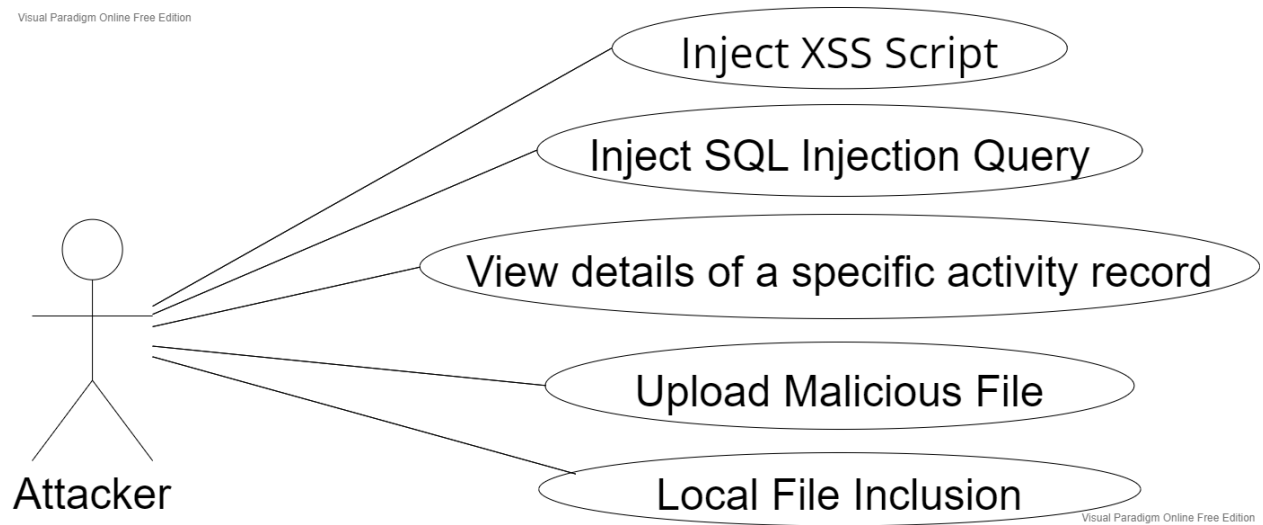 Visual Paradigm Online Free Edition
Inject XSS Script
Inject SQL Injection Query
View details of a specific activity record
Upload Malicious File
Attacker
Local File Inclusion
Visual Paradigm Online Free Edition